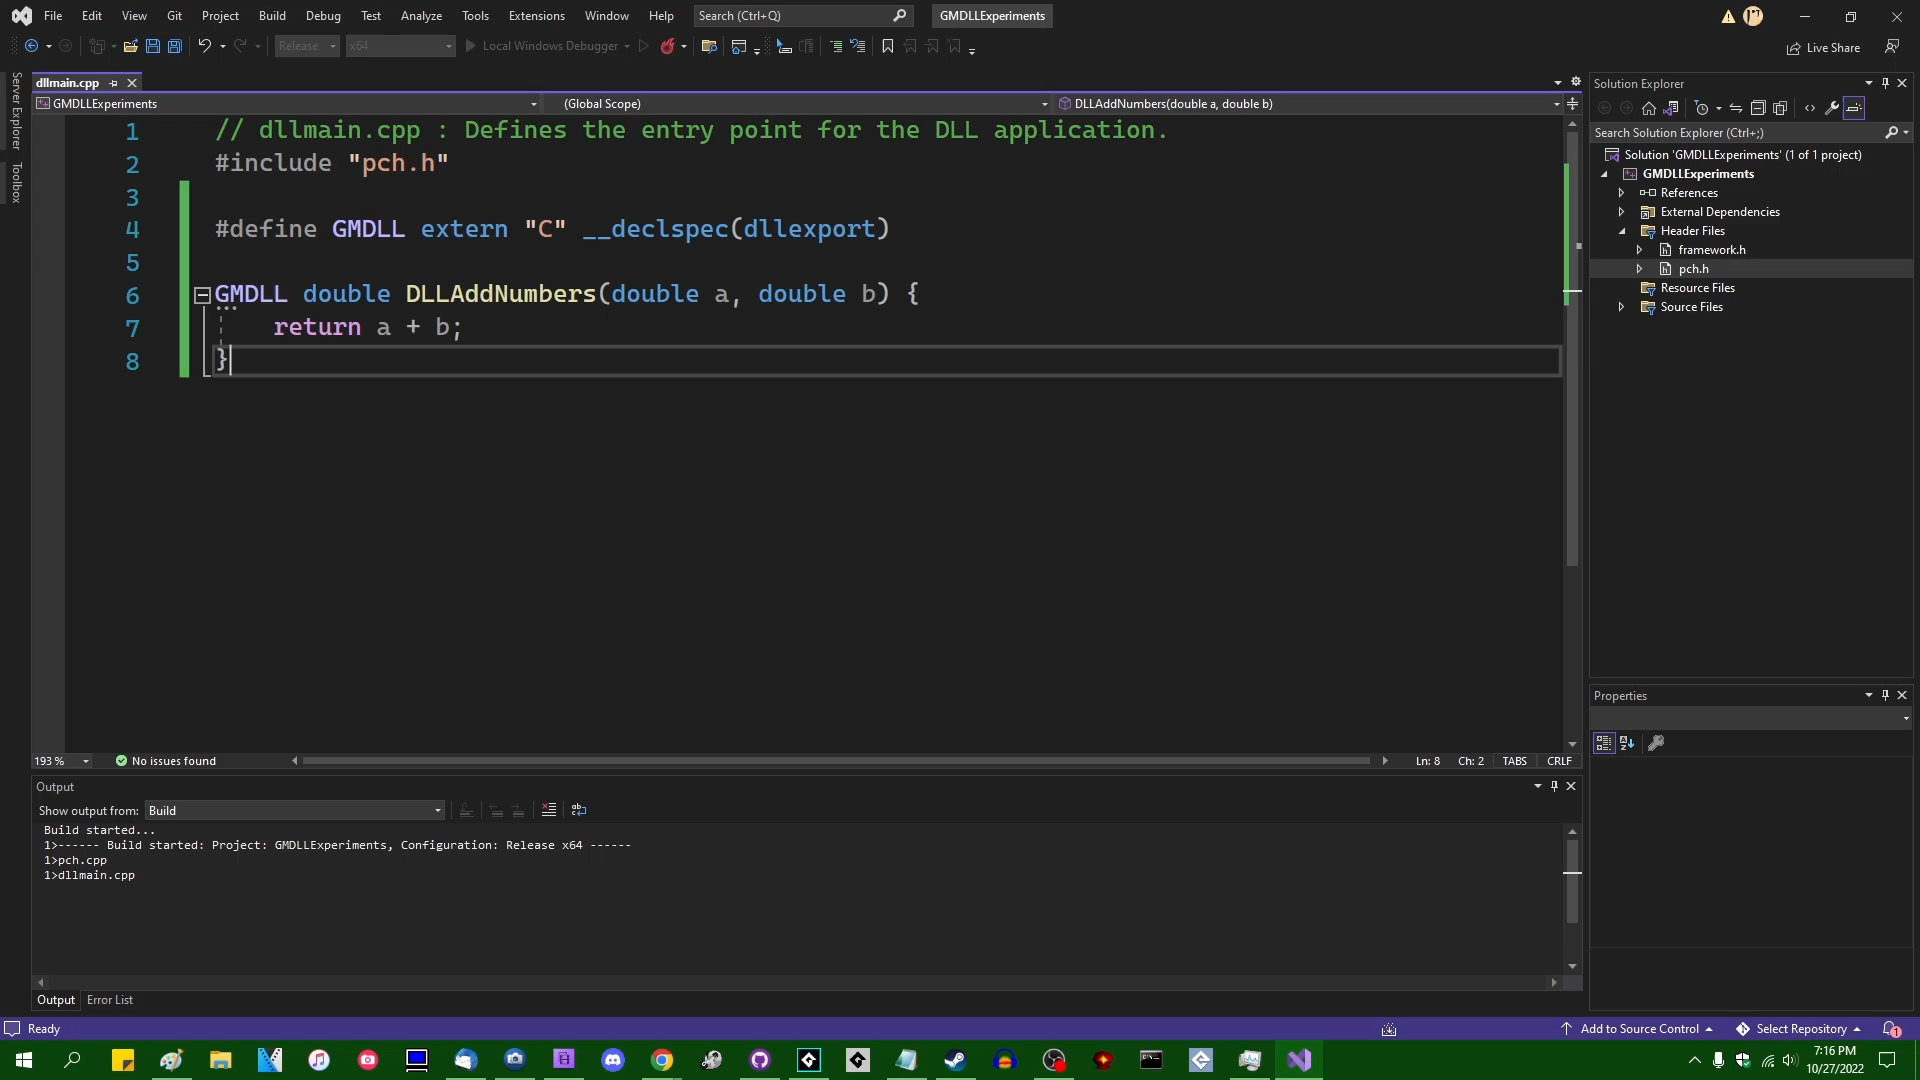 File Edit View Git Project Build Debug Test Analyze Tools Extensions Window Help Search (Ctrl+Q) GMDLLExperiments
Release x64 Local Windows Debugger Live Share
Server Explorer
Toolbox
dllmain.cpp
GMDLLExperiments (Global Scope) DLLAddNumbers(double a, double b)
1 // dllmain.cpp : Defines the entry point for the DLL application.
2 #include "pch.h"
3
4 #define GMDLL extern "C" __declspec(dllexport)
5
6 GMDLL double DLLAddNumbers(double a, double b) {
7 return a + b;
8 }
193 % No issues found Ln: 8 Ch: 2 TABS CRLF
Output
Show output from: Build
Build started...
1>------ Build started: Project: GMDLLExperiments, Configuration: Release x64 ------
1>pch.cpp
1>dllmain.cpp
Output Error List
Solution Explorer
Search Solution Explorer (Ctrl+;)
Solution 'GMDLLExperiments' (1 of 1 project)
GMDLLExperiments
References
External Dependencies
Header Files
framework.h
pch.h
Resource Files
Source Files
Properties
Ready Add to Source Control Select Repository 1
7:16 PM
10/27/2022